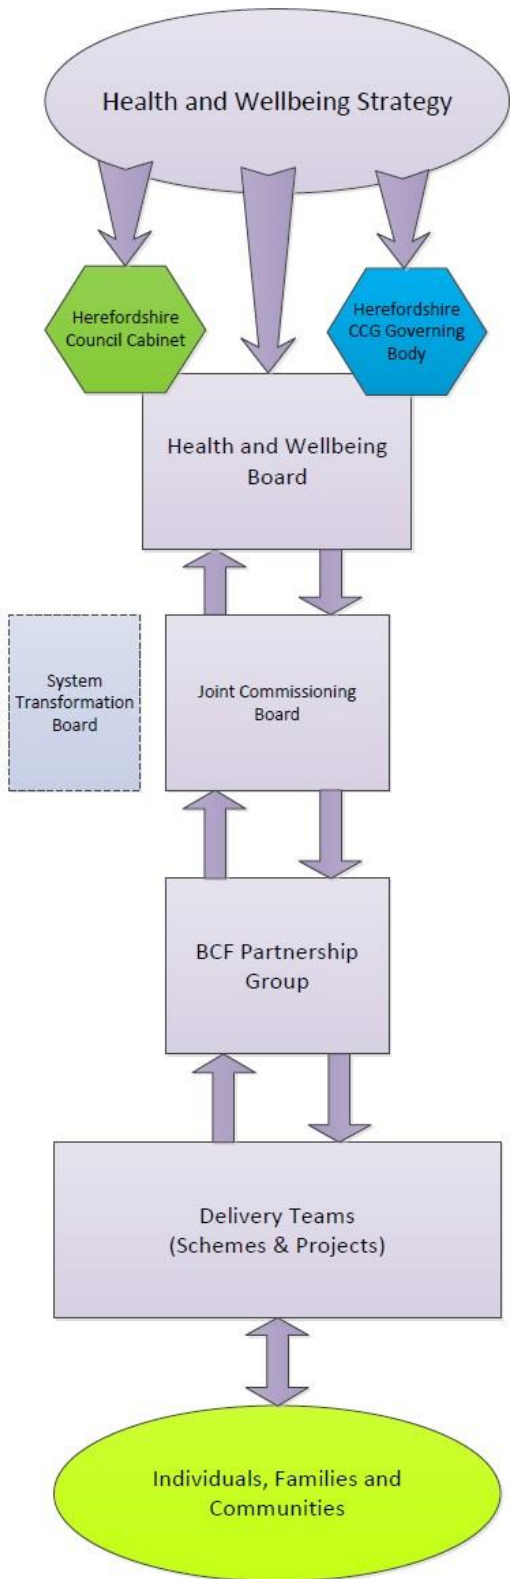 Health and Wellbeing Strategy
Herefordshire
Council Cabinet
Herefordshire
CCG Governing
Body
Health and Wellbeing
Board
System
Transformation
Board
Joint Commissioning
Board
BCF Partnership
Group
Delivery Teams
(Schemes & Projects)
Individuals, Families and
Communities